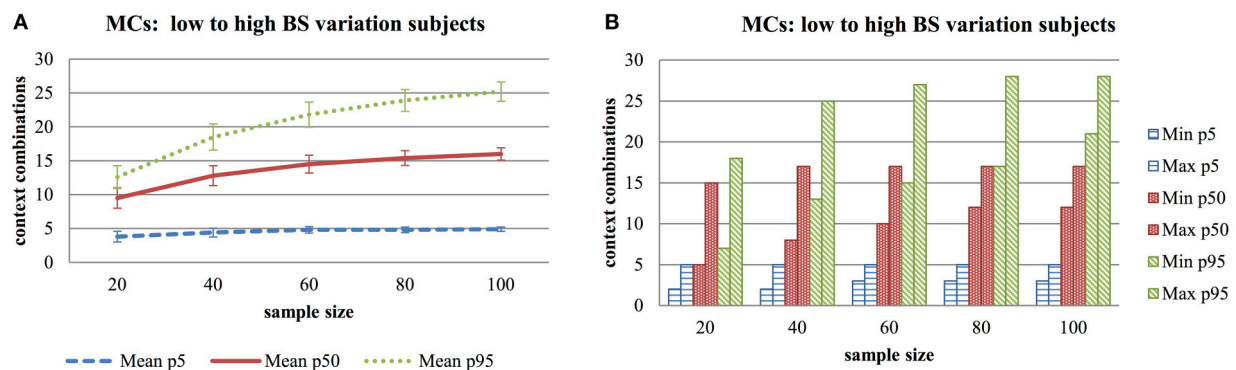 A
MCs: low to high BS variation subjects
context combinations
30
25
20
15
10
5
0
20 40 60 80 100
sample size
Mean p5 Mean p50 Mean p95
B
MCs: low to high BS variation subjects
context combinations
30
25
20
15
10
5
0
20 40 60 80 100
sample size
Min p5
Max p5
Min p50
Max p50
Min p95
Max p95